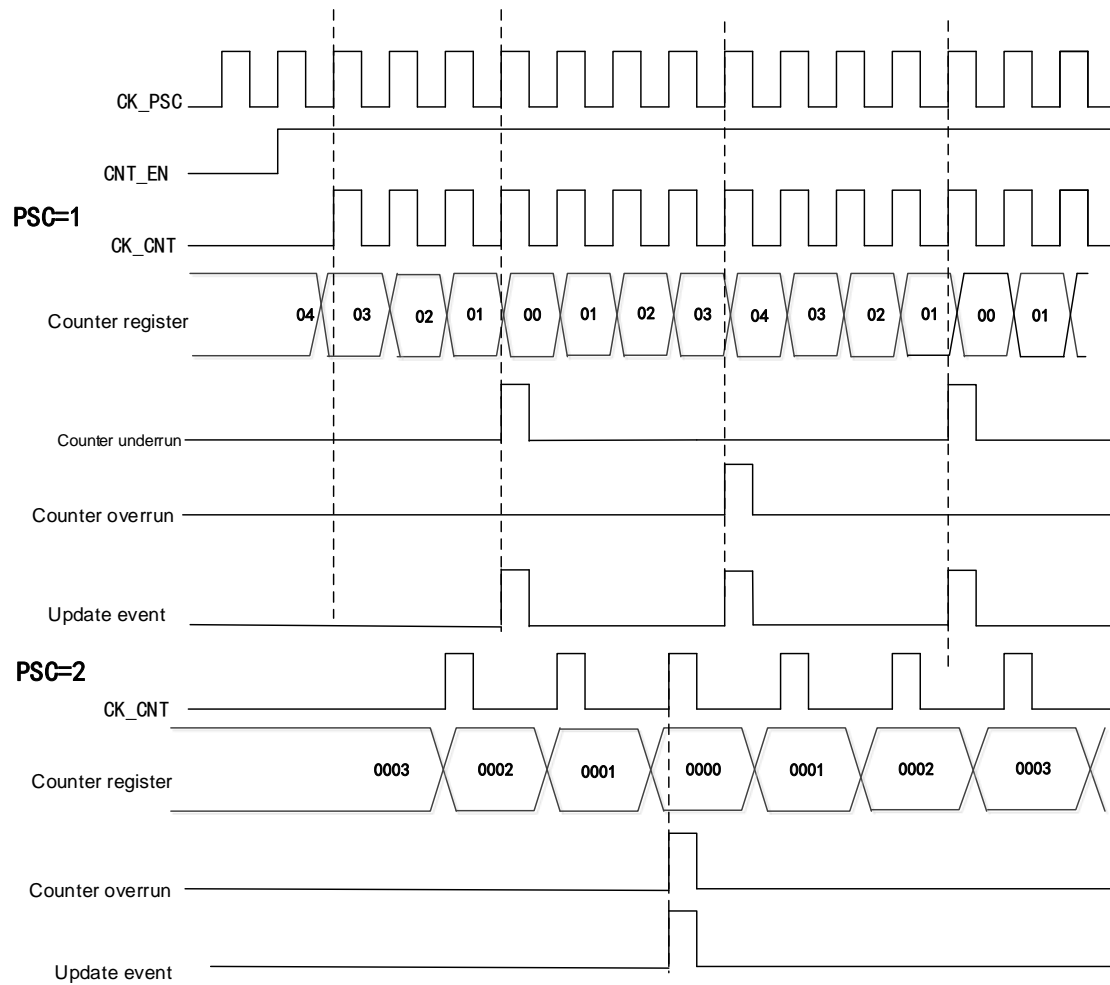 CK_PSC
CNT_EN
PSC=1
CK_CNT
Counter register 04 03 02 01 00 01 02 03 04 03 02 01 00 01
Counter underrun
Counter overrun
Update event
PSC=2
CK_CNT
Counter register 0003 0002 0001 0000 0001 0002 0003
Counter overrun
Update event